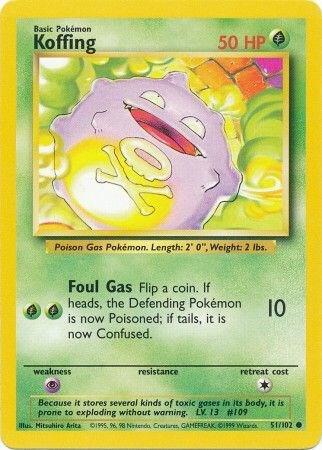 Basic Pokémon
Koffing 50 HP
Poison Gas Pokémon. Length: 2' 0", Weight: 2 lbs.
Foul Gas Flip a coin. If
heads, the Defending Pokémon
is now Poisoned; if tails, it is
now Confused.
10
weakness resistance retreat cost
Because it stores several kinds of toxic gases in its body, it is
prone to exploding without warning. LV. 13 #109
Illus. Mitsuhiro Arita ©1995, 96, 98 Nintendo, Creatures, GAMEFREAK. ©1999 Wizards. 51/102